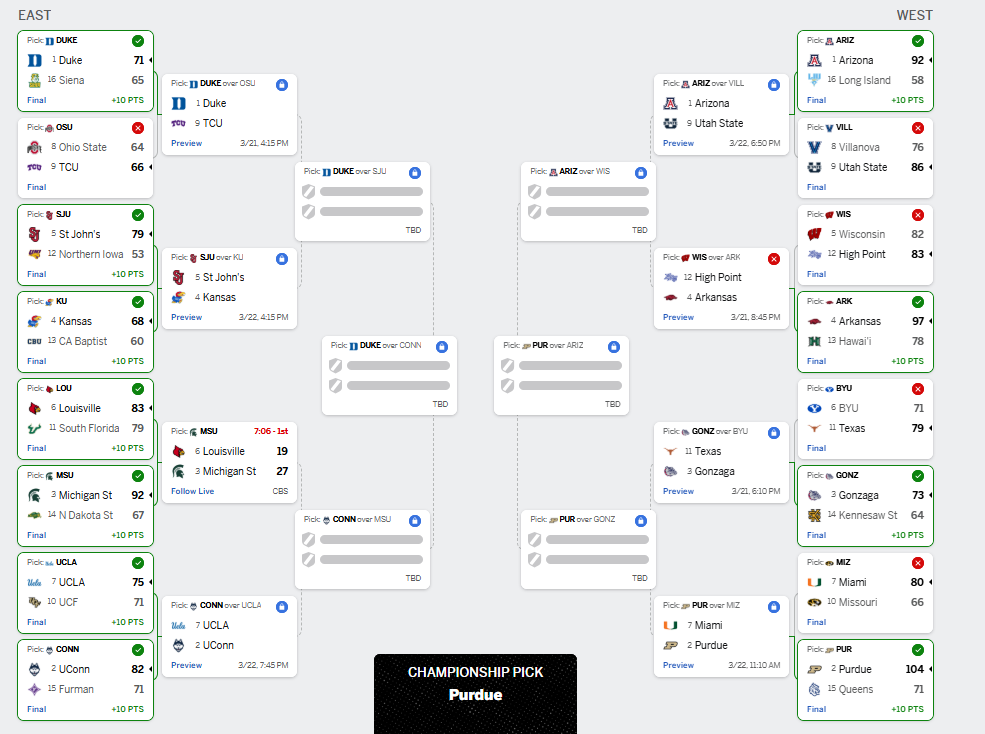 EAST
WEST
Pick: DUKE
1 Duke 71
16 Siena 65
Final +10 PTS
Pick: OSU
8 Ohio State 64
9 TCU 66
Final
Pick: SJU
5 St John's 79
12 Northern Iowa 53
Final +10 PTS
Pick: KU
4 Kansas 68
13 CA Baptist 60
Final +10 PTS
Pick: LOU
6 Louisville 83
11 South Florida 79
Final +10 PTS
Pick: MSU
3 Michigan St 92
14 N Dakota St 67
Final +10 PTS
Pick: UCLA
7 UCLA 75
10 UCF 71
Final +10 PTS
Pick: CONN
2 UConn 82
15 Furman 71
Final +10 PTS
Pick: DUKE over OSU
1 Duke
9 TCU
Preview 3/21, 4:15 PM
Pick: SJU over KU
5 St John's
4 Kansas
Preview 3/22, 4:15 PM
Pick: MSU 7:06 - 1st
6 Louisville 19
3 Michigan St 27
Follow Live CBS
Pick: CONN over UCLA
7 UCLA
2 UConn
Preview 3/22, 7:45 PM
Pick: DUKE over SJU
TBD
Pick: CONN over MSU
TBD
Pick: DUKE over CONN
TBD
Pick: PUR over ARIZ
TBD
Pick: ARIZ over WIS
TBD
Pick: PUR over GONZ
TBD
Pick: ARIZ over VILL
1 Arizona
9 Utah State
Preview 3/22, 6:50 PM
Pick: WIS over ARK
12 High Point
4 Arkansas
Preview 3/21, 8:45 PM
Pick: GONZ over BYU
11 Texas
3 Gonzaga
Preview 3/21, 6:10 PM
Pick: PUR over MIZ
7 Miami
2 Purdue
Preview 3/22, 11:10 AM
Pick: ARIZ
1 Arizona 92
16 Long Island 58
Final +10 PTS
Pick: VILL
8 Villanova 76
9 Utah State 86
Final
Pick: WIS
5 Wisconsin 82
12 High Point 83
Final
Pick: ARK
4 Arkansas 97
13 Hawai'i 78
Final +10 PTS
Pick: BYU
6 BYU 71
11 Texas 79
Final
Pick: GONZ
3 Gonzaga 73
14 Kennesaw St 64
Final +10 PTS
Pick: MIZ
7 Miami 80
10 Missouri 66
Final
Pick: PUR
2 Purdue 104
15 Queens 71
Final +10 PTS
CHAMPIONSHIP PICK
Purdue